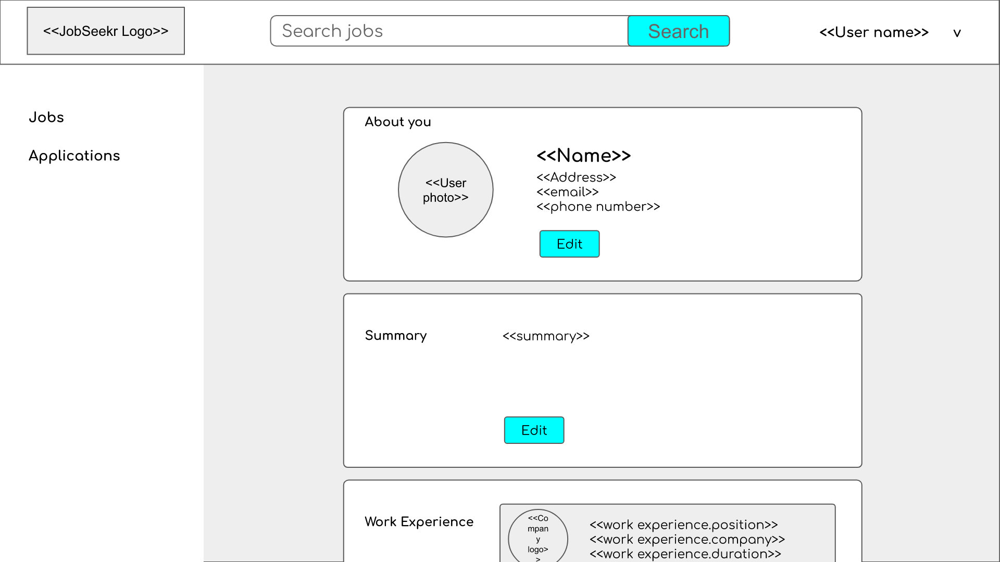 <<JobSeekr Logo>>
Search jobs
Search
<<User name>>
v
Jobs
Applications
About you
<<User
photo>>
<<Name>>
<<Address>>
<<email>>
<<phone number>>
Edit
Summary
<<summary>>
Edit
Work Experience
<<Co
mpan
y
logo>
>
<<work experience.position>>
<<work experience.company>>
<<work experience.duration>>